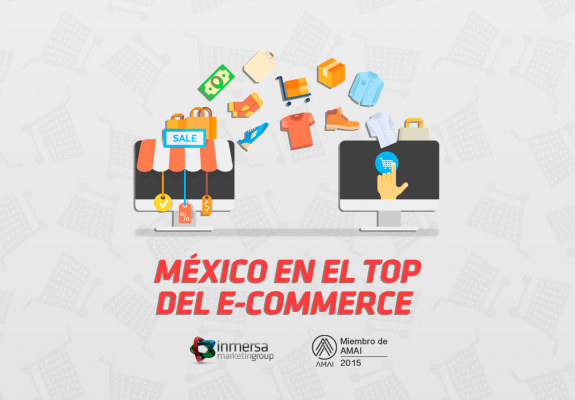 SALE
%
$
MÉXICO EN EL TOP
DEL E-COMMERCE
inmersa
marketingroup
AMAI
Miembro de
AMAI
2015